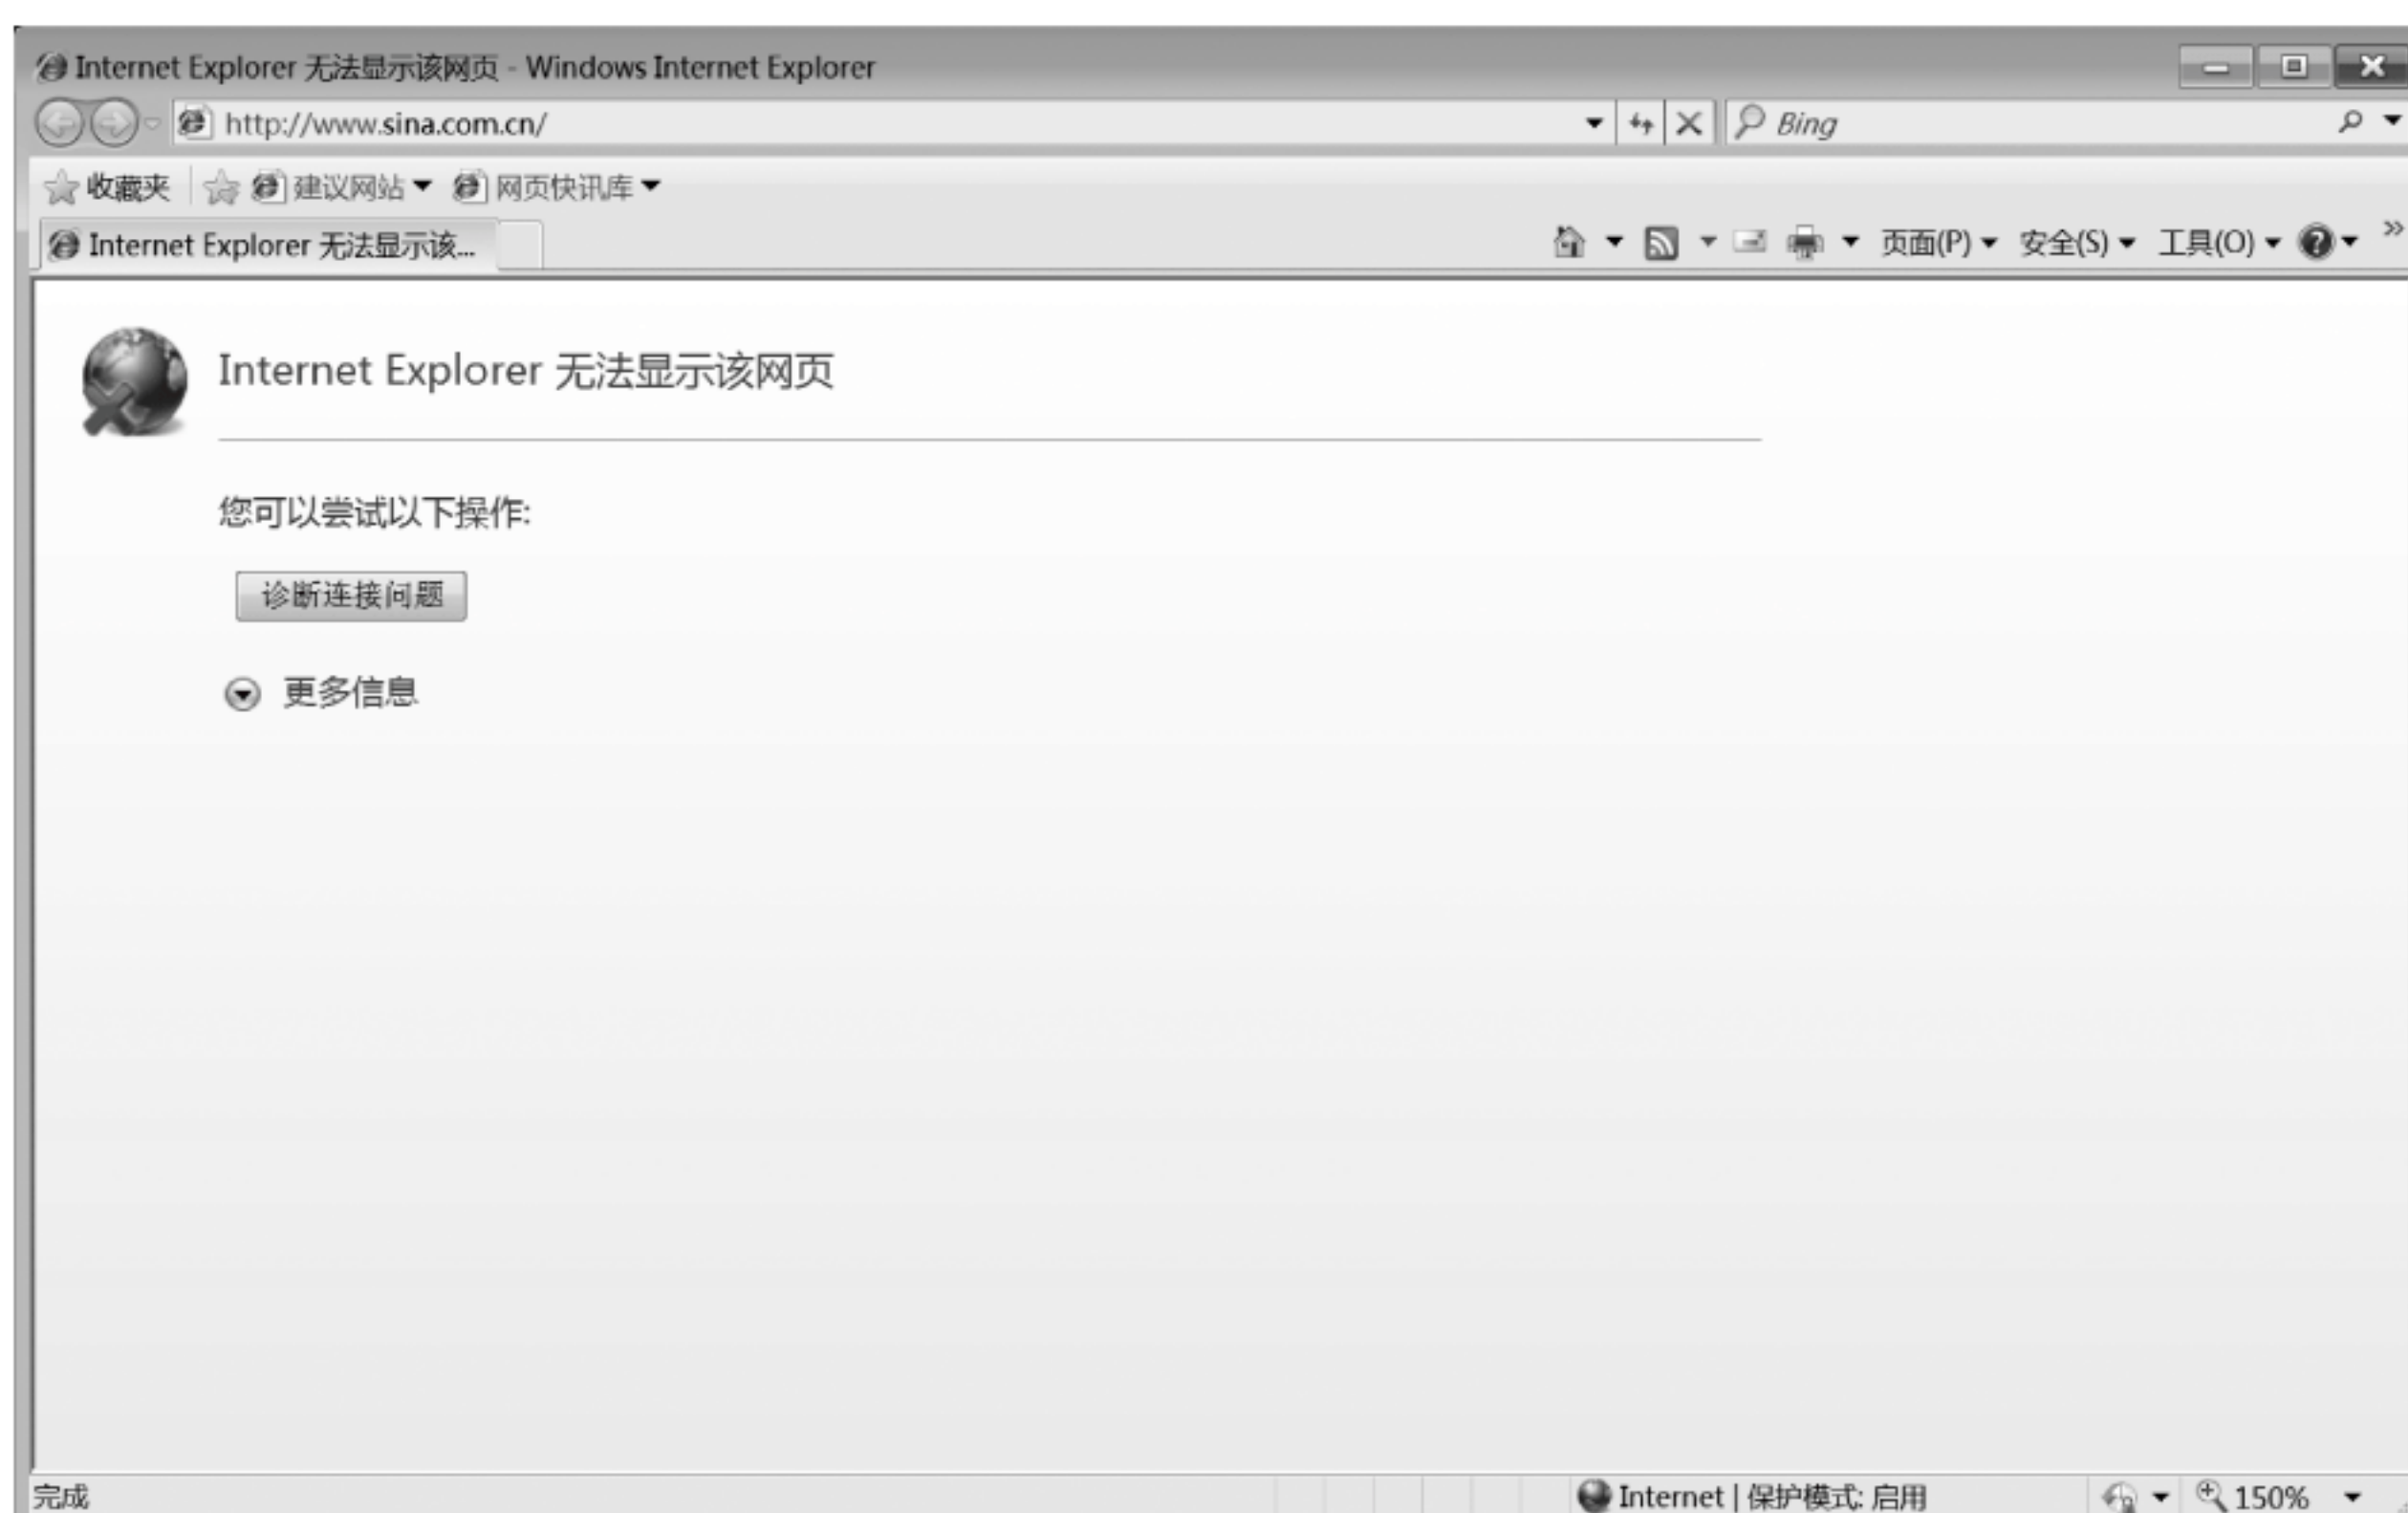 Internet Explorer 无法显示该网页 - Windows Internet Explorer
http://www.sina.com.cn/ Bing
收藏夹 建议网站 网页快讯库
Internet Explorer 无法显示该... 页面(P) 安全(S) 工具(O)
Internet Explorer 无法显示该网页
您可以尝试以下操作:
诊断连接问题
更多信息
完成 Internet | 保护模式: 启用 150%